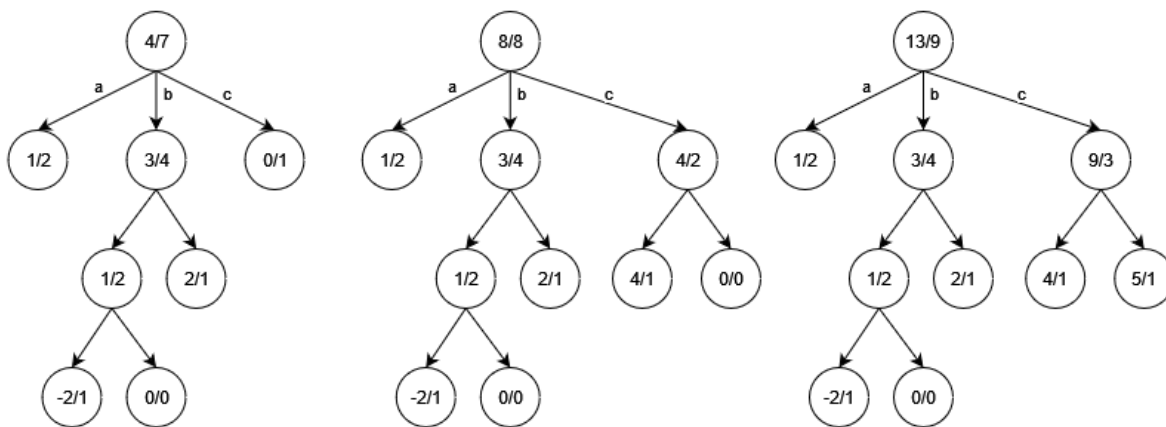 4/7 8/8 13/9
a b c a b c a b c
1/2 3/4 0/1 1/2 3/4 4/2 1/2 3/4 9/3
1/2 2/1 1/2 2/1 4/1 0/0 1/2 2/1 4/1 5/1
-2/1 0/0 -2/1 0/0 -2/1 0/0